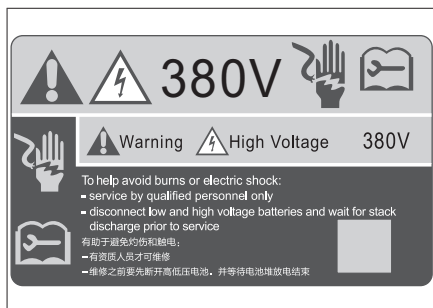 380V
Warning High Voltage 380V
To help avoid burns or electric shock:
- service by qualified personnel only
- disconnect low and high voltage batteries and wait for stack
discharge prior to service
有助于避免灼伤和触电：
-有资质人员才可维修
-维修之前要先断开高低压电池．并等待电池堆放电结束